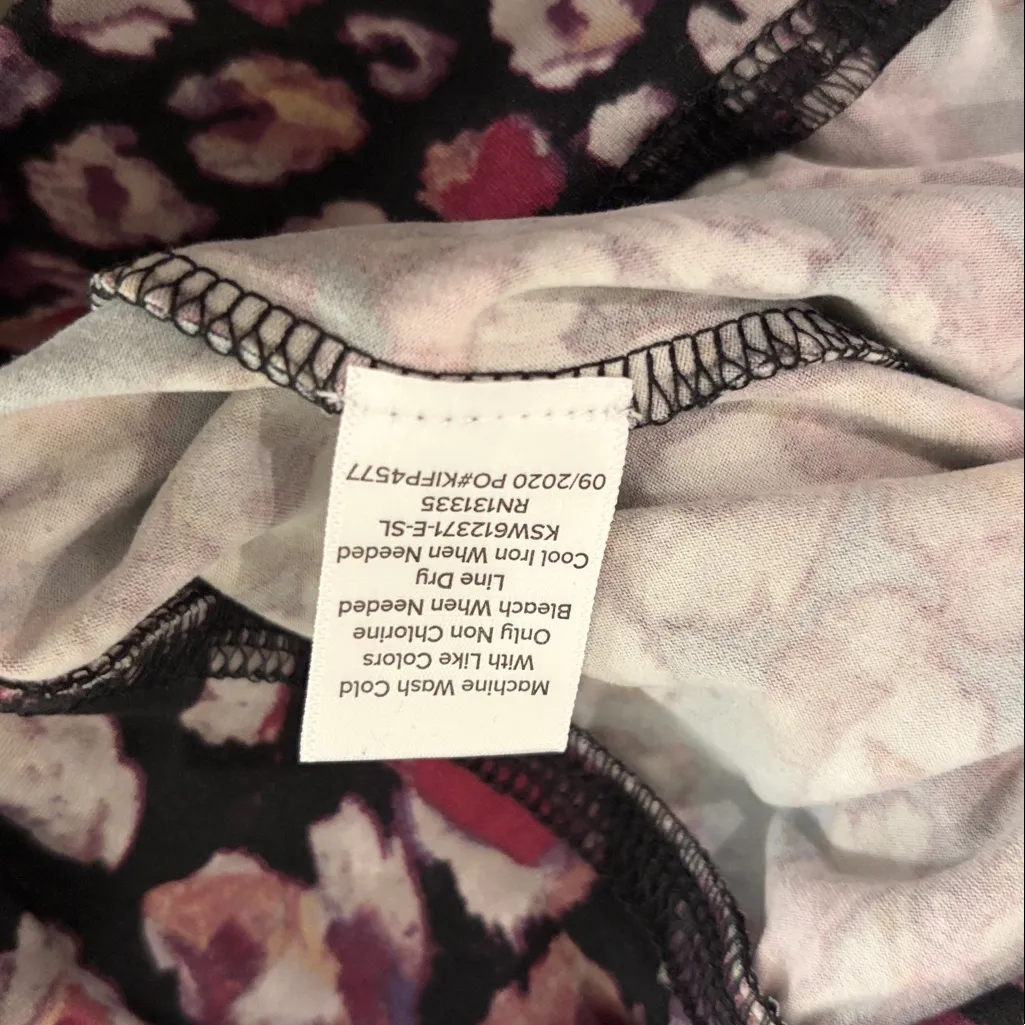 Machine Wash Cold
With Like Colors
Only Non Chlorine
Bleach When Needed
Line Dry
Cool Iron When Needed
KSW612371-E-SL
RN131335
09/2020 PO#KIFP4577